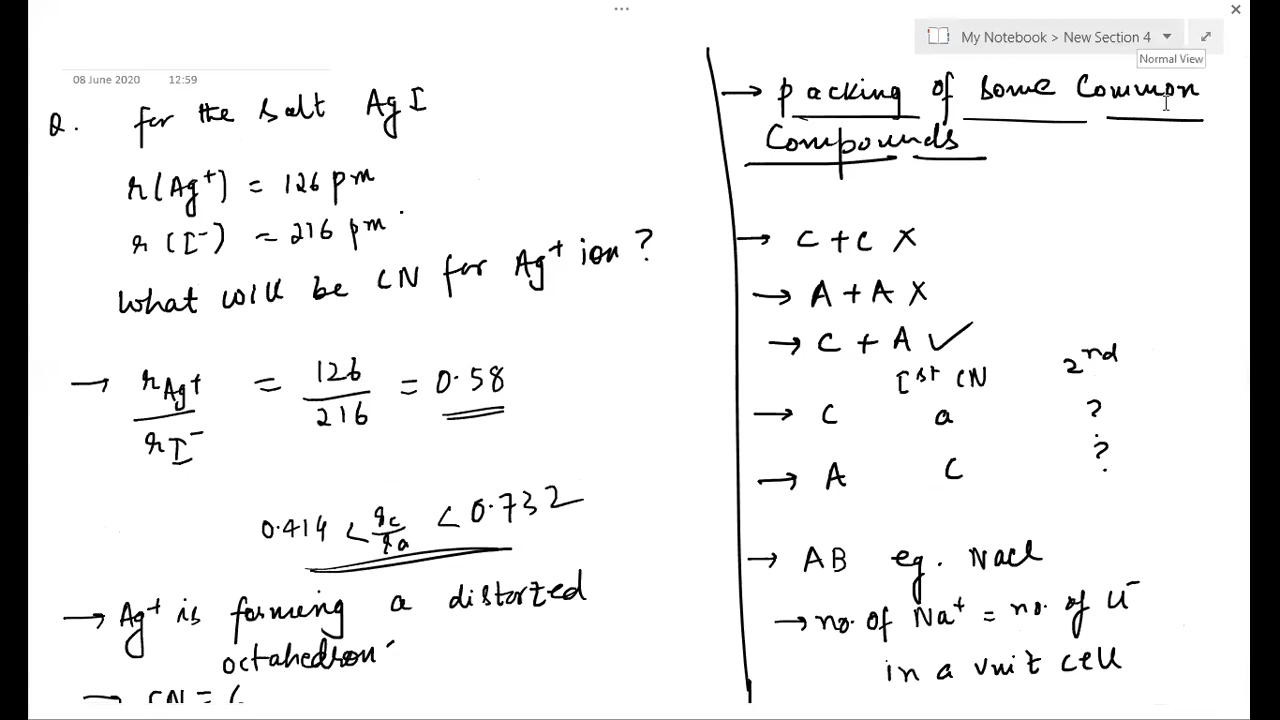 My Notebook > New Section 4
Normal View
08 June 2020 12:59
Q. for the salt AgI
r(Ag⁺) = 126 pm
r(I⁻) = 216 pm
What will be CN for Ag⁺ ion ?
→ rAg⁺ / rI⁻ = 126 / 216 = 0.58
0.414 < rc / ra < 0.732
→ Ag⁺ is forming a distorted
octahedron
→ CN = 6
→ packing of some Common
Compounds
→ C + C X
→ A + A X
→ C + A ✓
Ist CN 2nd
→ C a ?
→ A C ?
→ AB eg. NaCl
→ no. of Na⁺ = no. of Cl⁻
in a unit cell